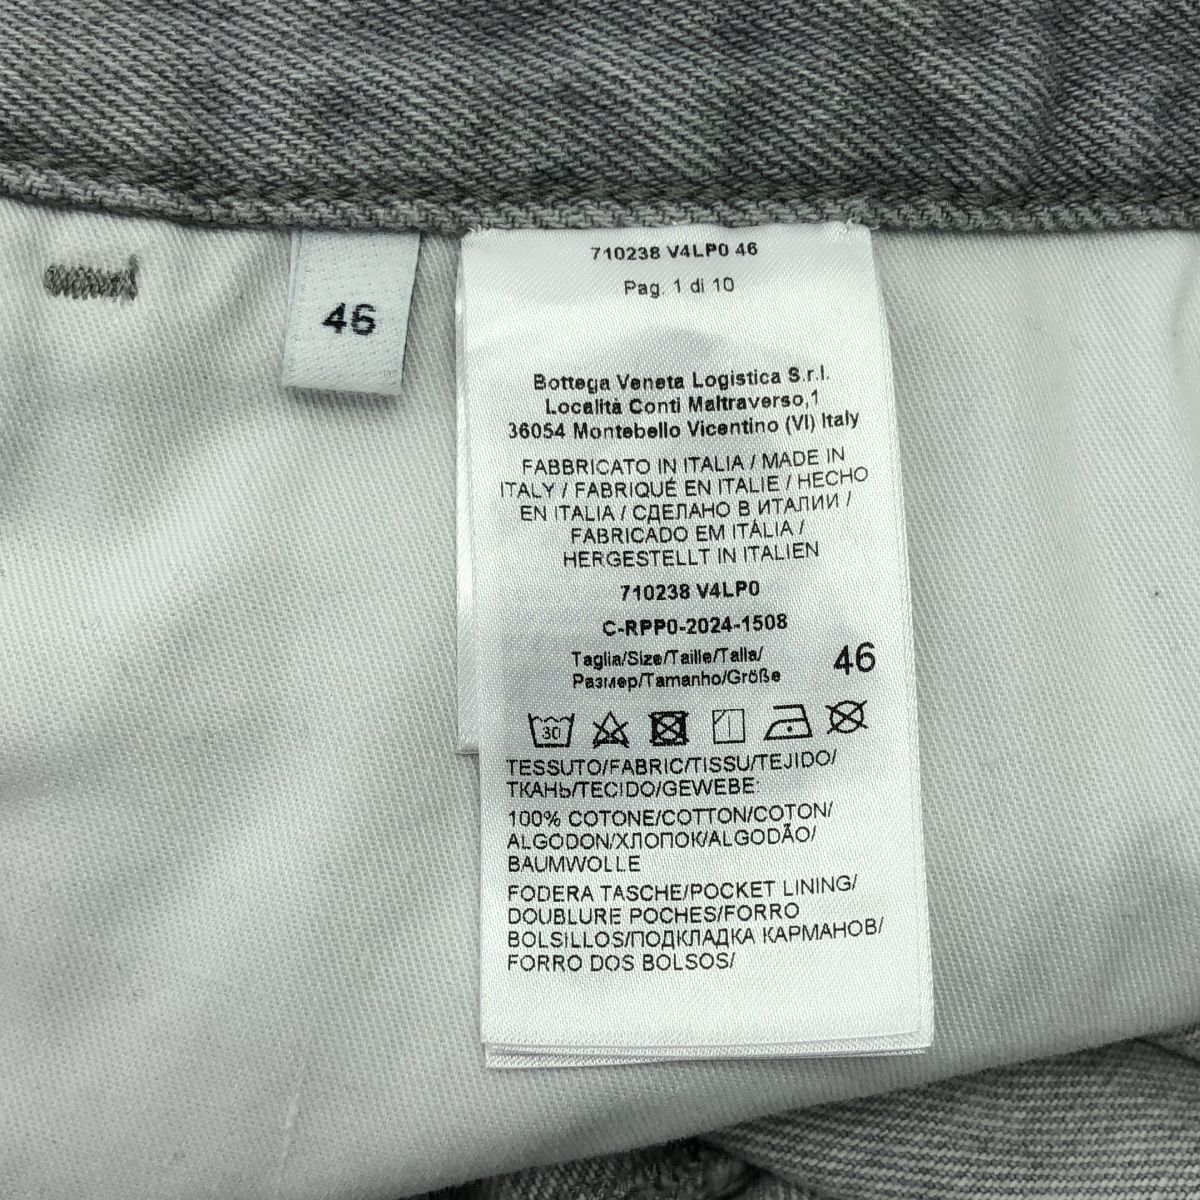 46
710238 V4LP0 46
Pag. 1 di 10
Bottega Veneta Logistica S.r.l.
Località Conti Maltraverso,1
36054 Montebello Vicentino (VI) Italy
FABBRICATO IN ITALIA / MADE IN
ITALY / FABRIQUÉ EN ITALIE / HECHO
EN ITALIA / СДЕЛАНО В ИТАЛИИ /
FABRICADO EM ITÁLIA /
HERGESTELLT IN ITALIEN
710238 V4LP0
C-RPP0-2024-1508
Taglia/Size/Taille/Talla/
Размер/Tamanho/Größe 46
30
TESSUTO/FABRIC/TISSU/TEJIDO/
ТКАНЬ/TECIDO/GEWEBE:
100% COTONE/COTTON/COTON/
ALGODON/ХЛОПОК/ALGODÃO/
BAUMWOLLE
FODERA TASCHE/POCKET LINING/
DOUBLURE POCHES/FORRO
BOLSILLOS/ПОДКЛАДКА КАРМАНОВ/
FORRO DOS BOLSOS/